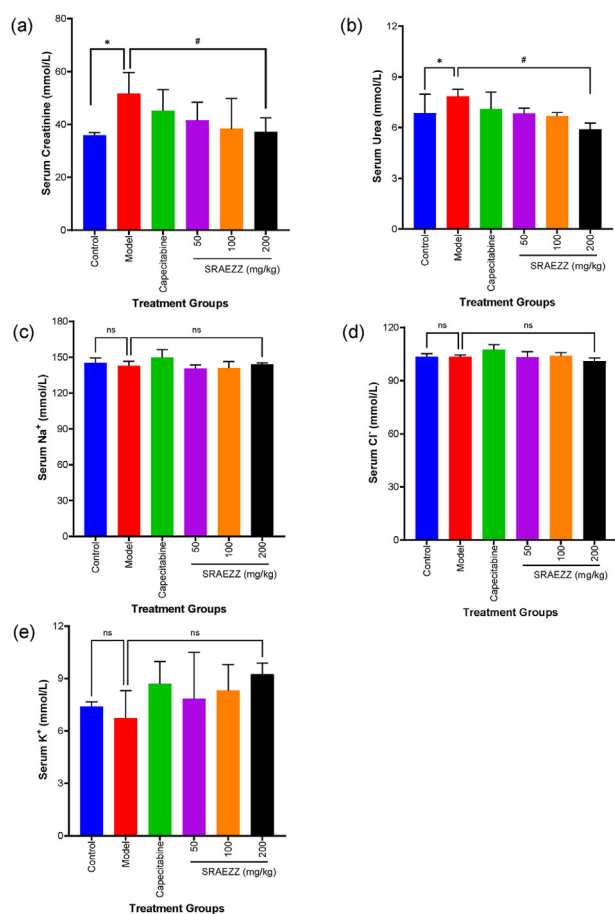 (a)
Serum Creatinine (mmol/L)
80
60
40
20
0
*
#
Control
Model
Capecitabine
50
100
200
SRAEZZ (mg/kg)
Treatment Groups
(b)
Serum Urea (mmol/L)
12
9
6
3
0
*
#
Control
Model
Capecitabine
50
100
200
SRAEZZ (mg/kg)
Treatment Groups
(c)
Serum Na⁺ (mmol/L)
180
150
120
90
60
30
0
ns
ns
Control
Model
Capecitabine
50
100
200
SRAEZZ (mg/kg)
Treatment Groups
(d)
Serum Cl⁻ (mmol/L)
120
90
60
30
0
ns
ns
Control
Model
Capecitabine
50
100
200
SRAEZZ (mg/kg)
Treatment Groups
(e)
Serum K⁺ (mmol/L)
12
9
6
3
0
ns
ns
Control
Model
Capecitabine
50
100
200
SRAEZZ (mg/kg)
Treatment Groups